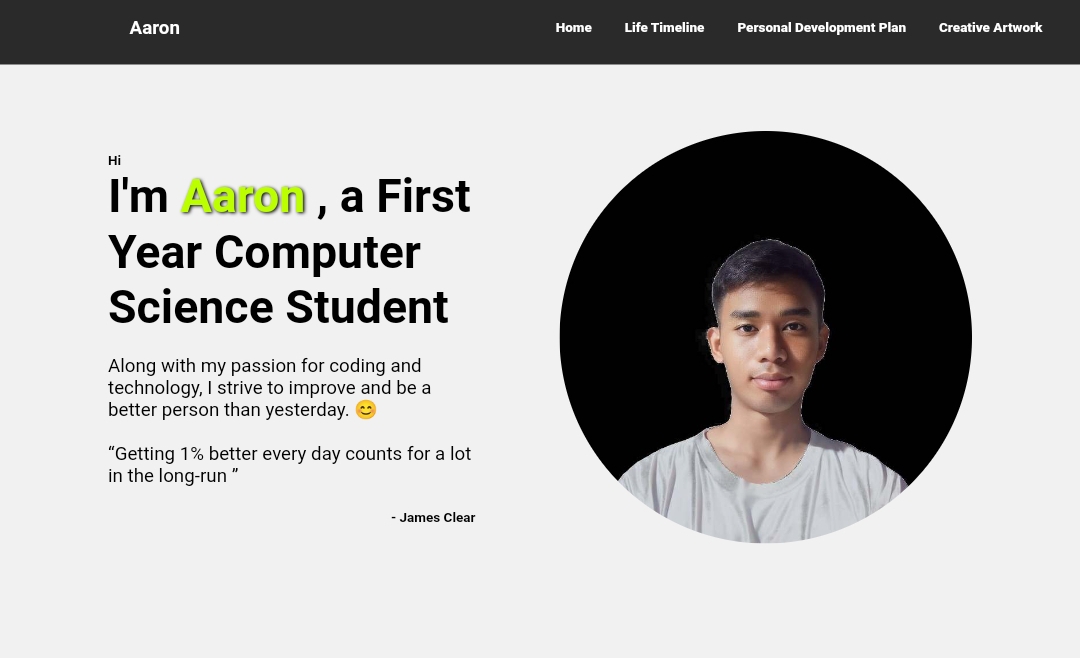 Aaron
Home Life Timeline Personal Development Plan Creative Artwork
Hi
I'm Aaron , a First
Year Computer
Science Student
Along with my passion for coding and
technology, I strive to improve and be a
better person than yesterday. 😊
“Getting 1% better every day counts for a lot
in the long-run ”
- James Clear